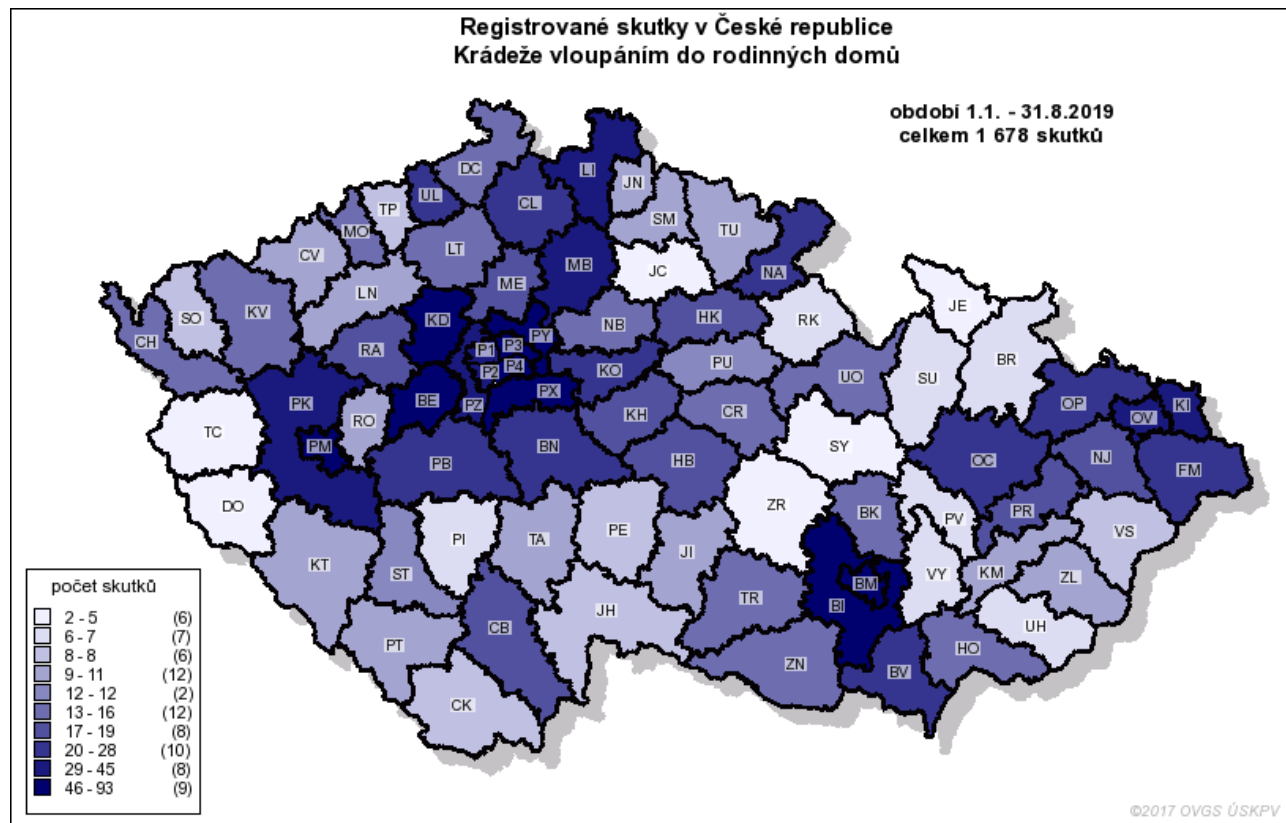 Registrované skutky v České republice
Krádeže vloupáním do rodinných domů
období 1.1. - 31.8.2019
celkem 1 678 skutků
DC
LI
UL
JN
TP
CL
SM
TU
MO
LT
CV
MB
JC
NA
ME
LN
JE
SO
KV
KD
NB
HK
RK
CH
RA
P1
P3
PY
BR
P2
P4
PU
UO
SU
KO
PK
BE
PZ
PX
OP
KI
RO
KH
CR
OV
TC
PM
SY
PB
BN
HB
OC
NJ
FM
DO
ZR
BK
PV
PR
PI
TA
PE
VS
KT
ST
JI
KM
ZL
BM
VY
TR
BI
JH
UH
CB
HO
PT
ZN
BV
CK
počet skutků
2 - 5 (6)
6 - 7 (7)
8 - 8 (6)
9 - 11 (12)
12 - 12 (2)
13 - 16 (12)
17 - 19 (8)
20 - 28 (10)
29 - 45 (8)
46 - 93 (9)
©2017 OVGS ÚSKPV